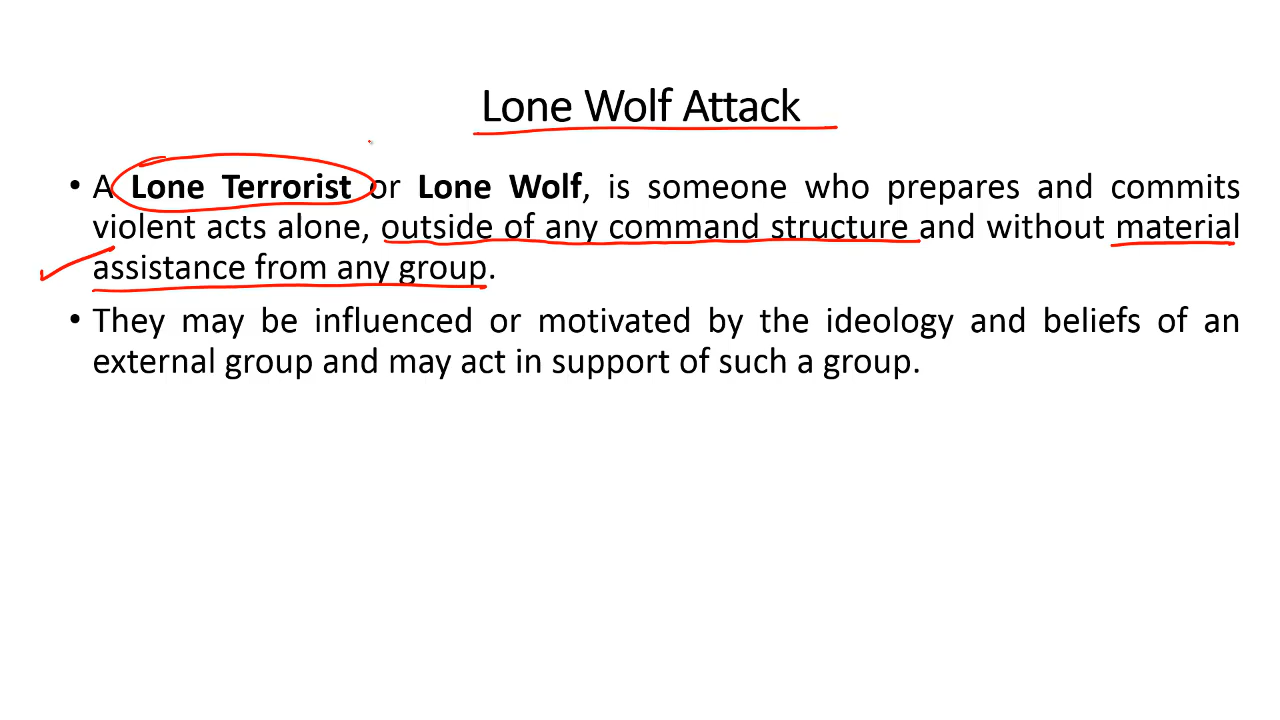 Lone Wolf Attack
• A Lone Terrorist or Lone Wolf, is someone who prepares and commits
violent acts alone, outside of any command structure and without material
assistance from any group.
• They may be influenced or motivated by the ideology and beliefs of an
external group and may act in support of such a group.